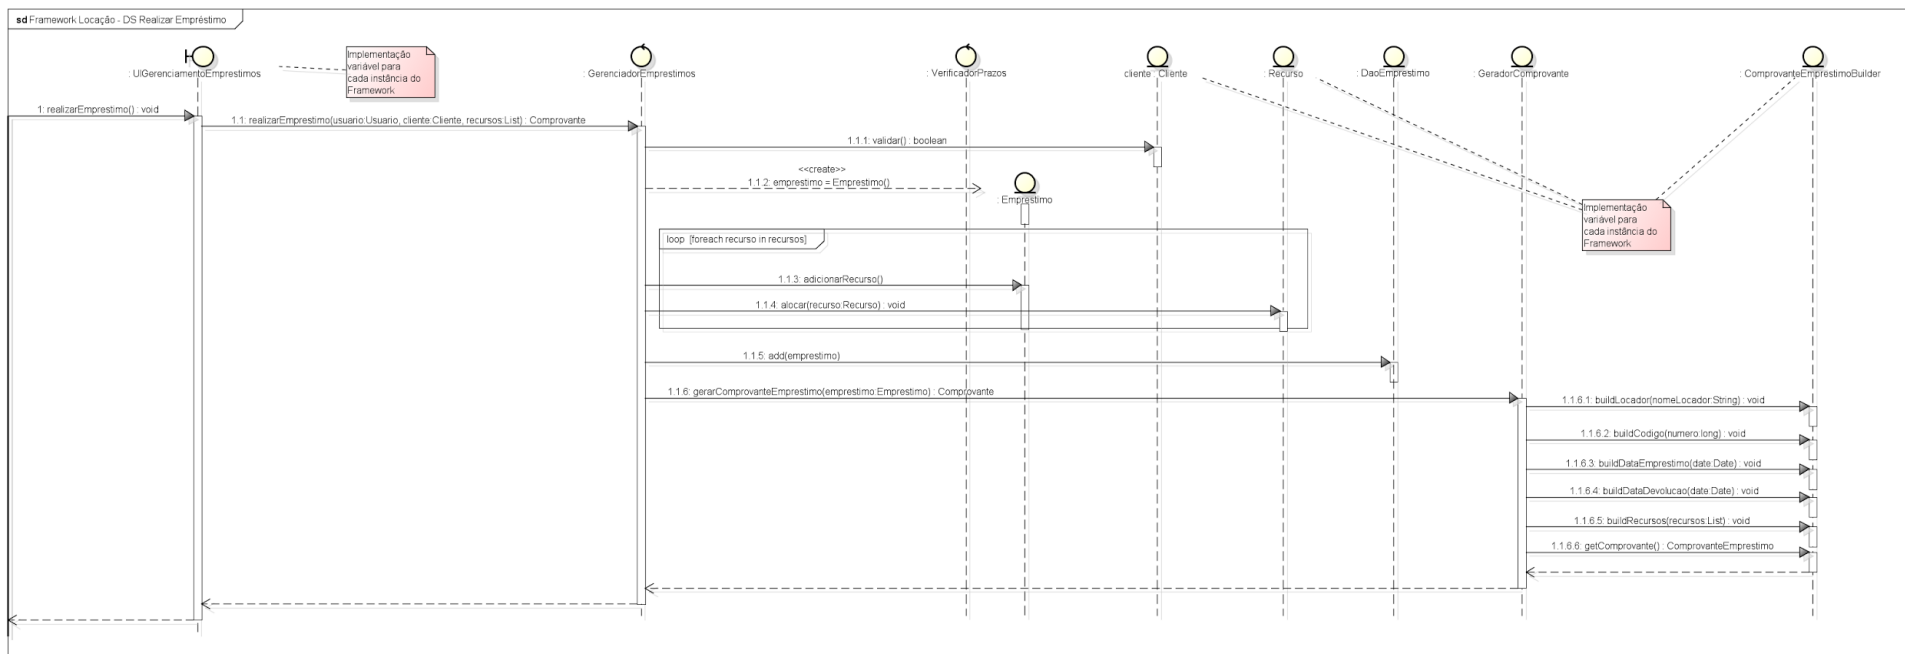 sd Framework Locação - DS Realizar Empréstimo
: UIGerenciamentoEmprestimos
Implementação
variável para
cada instância do
Framework
: GerenciadorEmprestimos
: VerificadorPrazos
cliente : Cliente
: Recurso
: DaoEmprestimo
: GeradorComprovante
: ComprovanteEmprestimoBuilder
1: realizarEmprestimo() : void
1.1: realizarEmprestimo(usuario:Usuario, cliente:Cliente, recursos:List) : Comprovante
1.1.1: validar() : boolean
<<create>>
1.1.2: emprestimo = Emprestimo()
: Emprestimo
Implementação
variável para
cada instância do
Framework
loop [foreach recurso in recursos]
1.1.3: adicionarRecurso()
1.1.4: alocar(recurso:Recurso) : void
1.1.5: add(emprestimo)
1.1.6: gerarComprovanteEmprestimo(emprestimo:Emprestimo) : Comprovante
1.1.6.1: buildLocador(nomeLocador:String) : void
1.1.6.2: buildCodigo(numero:long) : void
1.1.6.3: buildDataEmprestimo(date:Date) : void
1.1.6.4: buildDataDevolucao(date:Date) : void
1.1.6.5: buildRecursos(recursos:List) : void
1.1.6.6: getComprovante() : ComprovanteEmprestimo